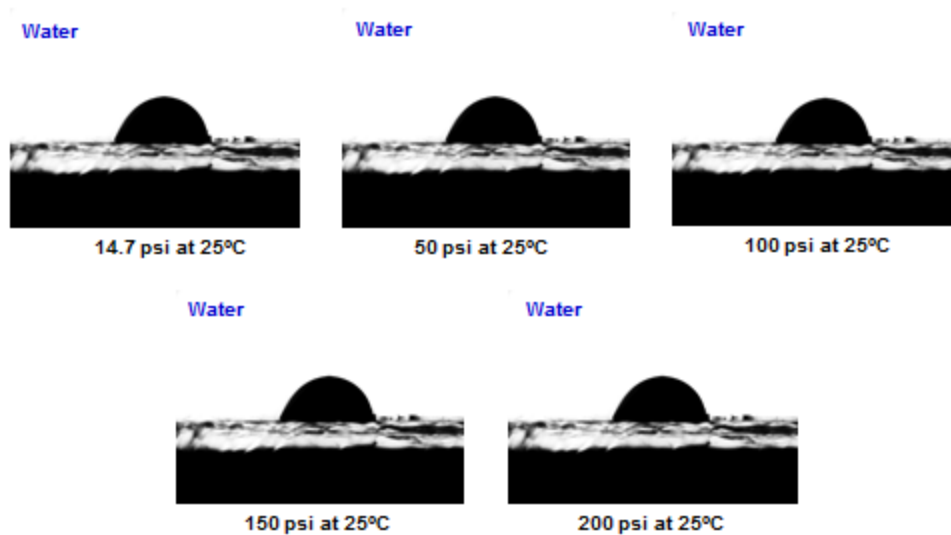 Water
Water
Water
14.7 psi at 25ºC
50 psi at 25ºC
100 psi at 25ºC
Water
Water
150 psi at 25ºC
200 psi at 25ºC